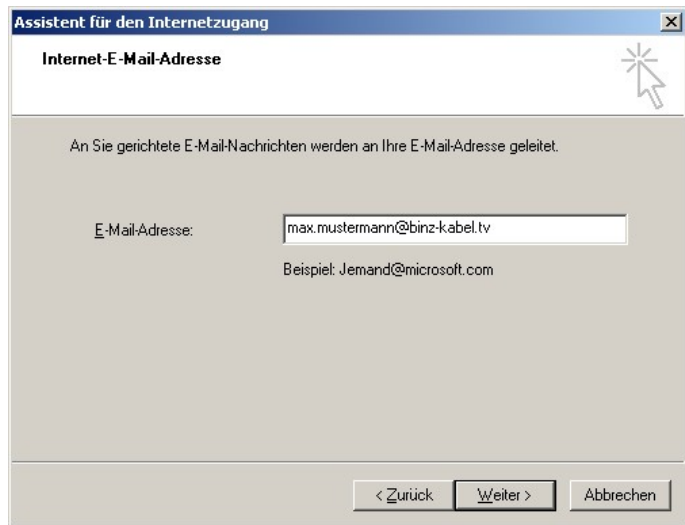 Assistent für den Internetzugang
Internet-E-Mail-Adresse
An Sie gerichtete E-Mail-Nachrichten werden an Ihre E-Mail-Adresse geleitet.
E-Mail-Adresse: max.mustermann@binz-kabel.tv
Beispiel: Jemand@microsoft.com
< Zurück Weiter > Abbrechen